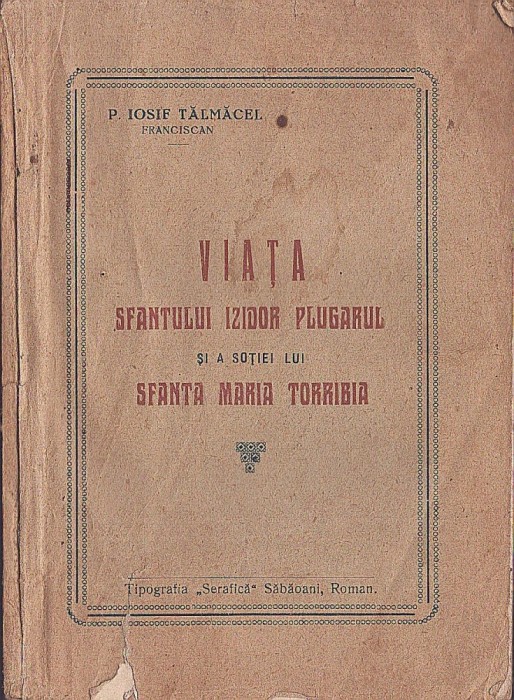 P. IOSIF TĂLMĂCEL
FRANCISCAN
VIAȚA
SFANTULUI IZIDOR PLUGARUL
ȘI A SOȚIEI LUI
SFANTA MARIA TORRIBIA
Tipografia „Serafică“ Săbăoani, Roman.